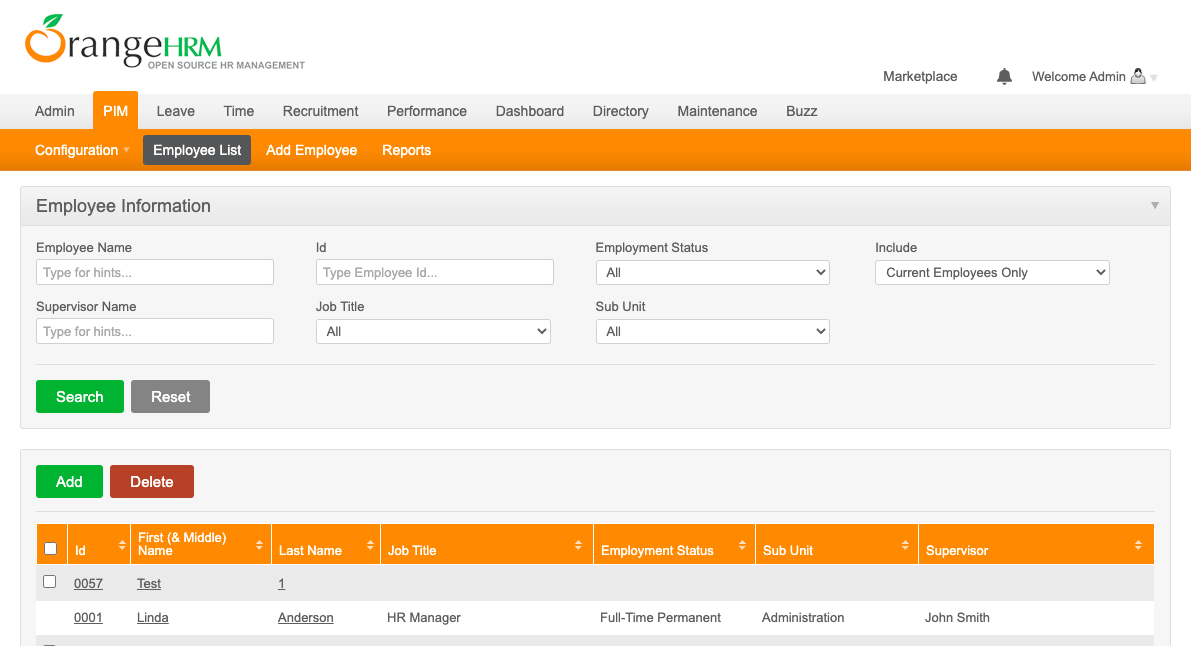 OrangeHRM
OPEN SOURCE HR MANAGEMENT
Marketplace Welcome Admin
Admin PIM Leave Time Recruitment Performance Dashboard Directory Maintenance Buzz
Configuration Employee List Add Employee Reports
Employee Information
Employee Name Id Employment Status Include
Type for hints... Type Employee Id... All Current Employees Only
Supervisor Name Job Title Sub Unit
Type for hints... All All
Search Reset
Add Delete
Id First (& Middle) Name Last Name Job Title Employment Status Sub Unit Supervisor
0057 Test 1
0001 Linda Anderson HR Manager Full-Time Permanent Administration John Smith